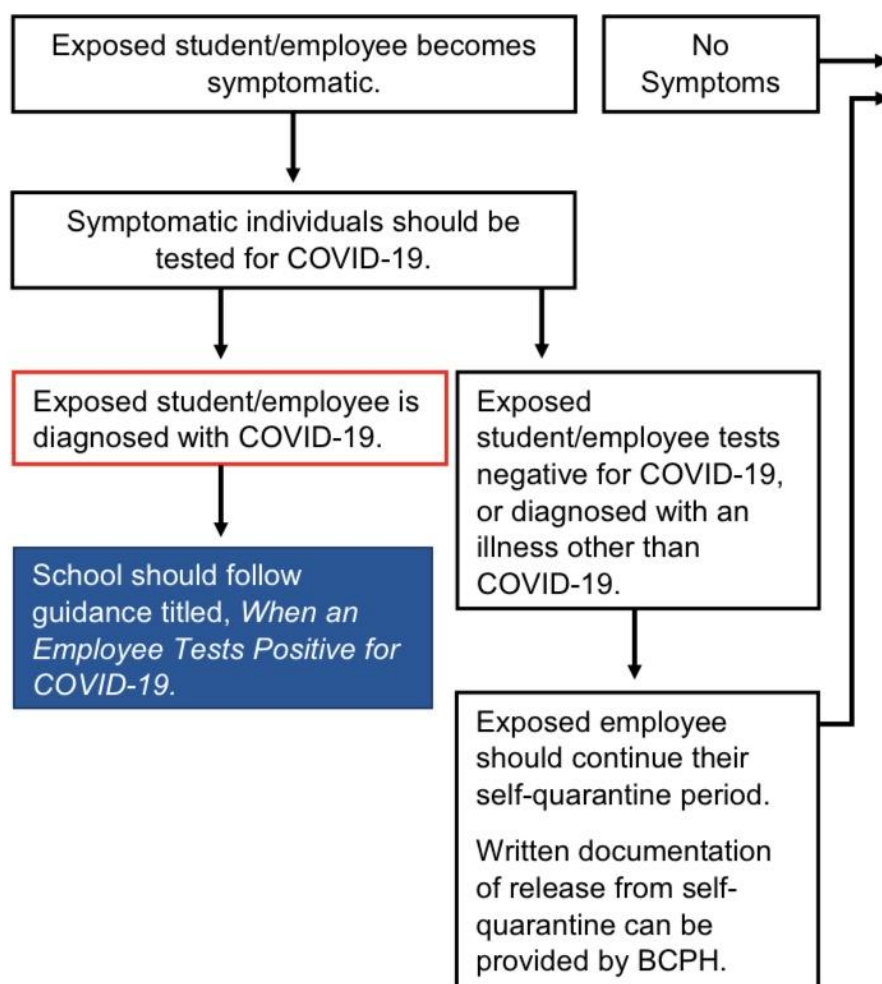 Exposed student/employee becomes
symptomatic.
No
Symptoms
Symptomatic individuals should be
tested for COVID-19.
Exposed student/employee is
diagnosed with COVID-19.
Exposed
student/employee tests
negative for COVID-19,
or diagnosed with an
illness other than
COVID-19.
School should follow
guidance titled, When an
Employee Tests Positive for
COVID-19.
Exposed employee
should continue their
self-quarantine period.
Written documentation
of release from self-
quarantine can be
provided by BCPH.